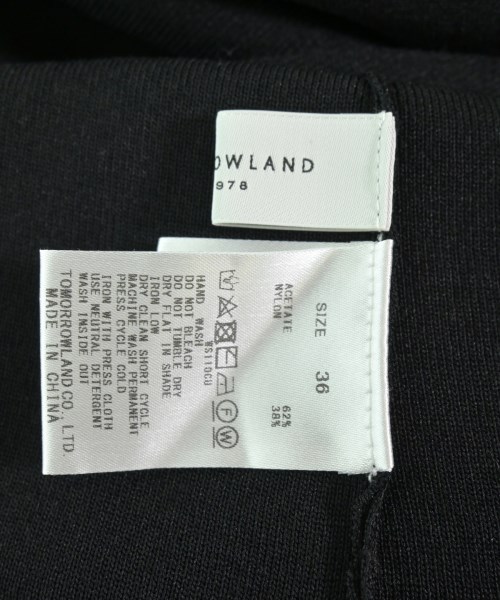 OWLAND
978
SIZE 36
ACETATE 62%
NYLON 38%
WS110CU
HAND WASH
DO NOT BLEACH
DO NOT TUMBLE DRY
DRY FLAT IN SHADE
IRON LOW
DRY CLEAN SHORT CYCLE
MACHINE WASH PERMANENT
PRESS CYCLE COLD
IRON WITH PRESS CLOTH
USE NEUTRAL DETERGENT
WASH INSIDE OUT
TOMORROWLAND CO., LTD.
MADE IN CHINA
F
W